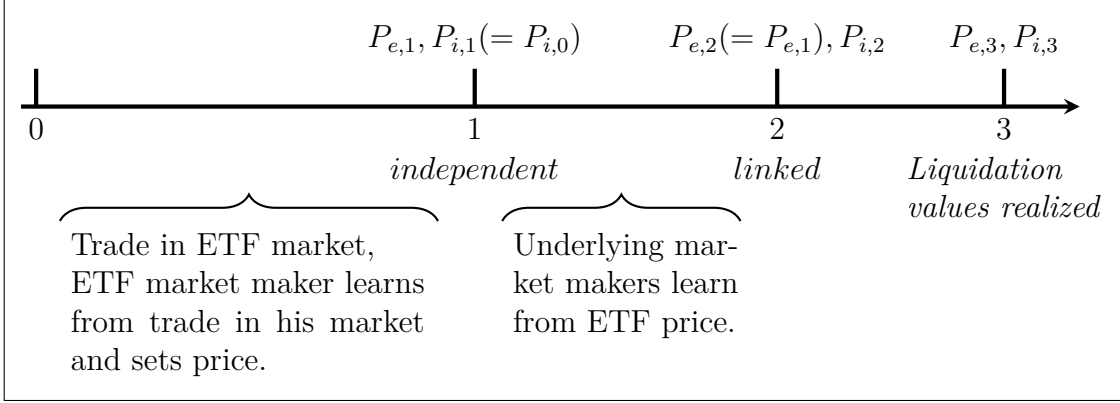 P_{e,1}, P_{i,1}(= P_{i,0})
P_{e,2}(= P_{e,1}), P_{i,2}
P_{e,3}, P_{i,3}
0
1
2
3
independent
linked
Liquidation
values realized
Trade in ETF market,
ETF market maker learns
from trade in his market
and sets price.
Underlying mar-
ket makers learn
from ETF price.